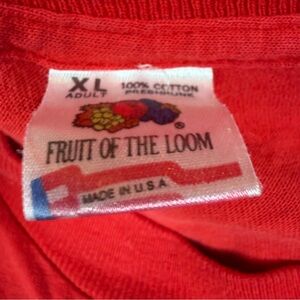 XL 100% COTTON
ADULT PRESHRUNK
®
FRUIT OF THE LOOM
MADE IN U.S.A.